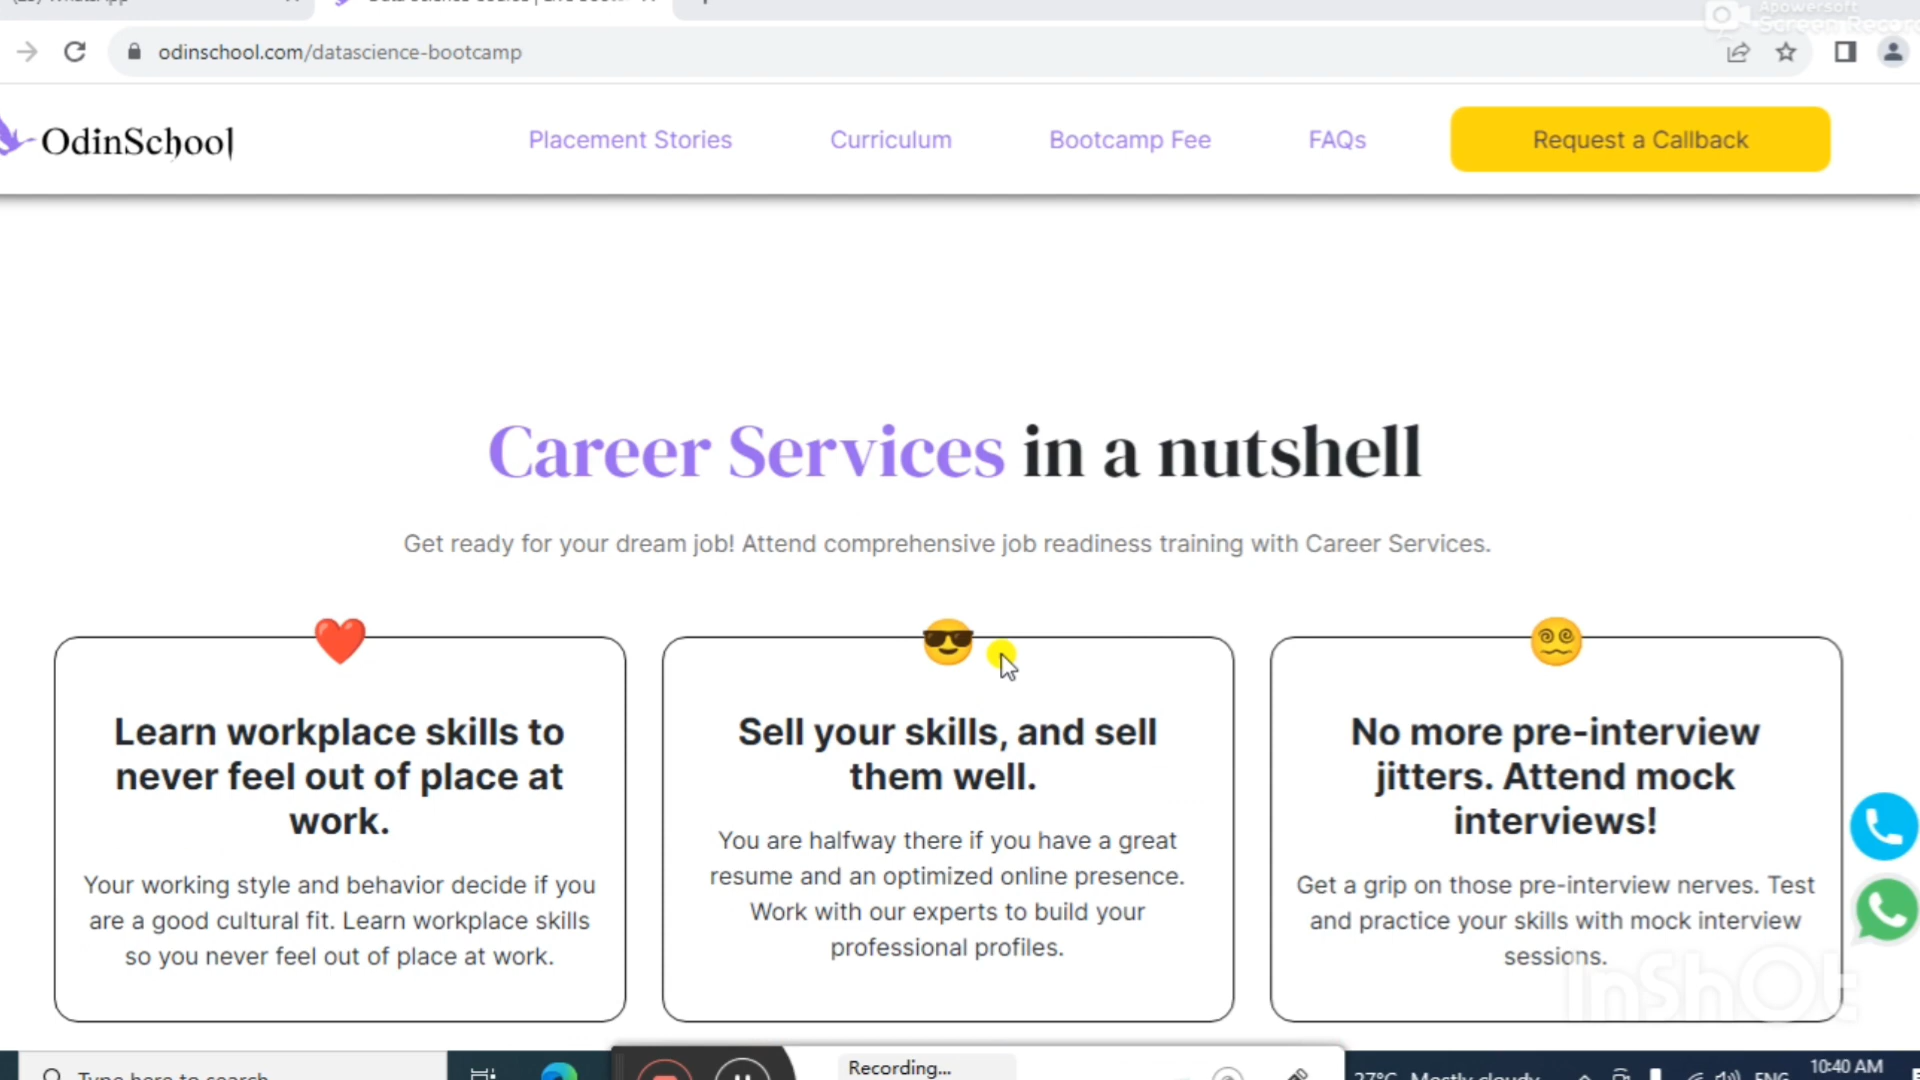 Apowersoft
Screen Recor
odinschool.com/datascience-bootcamp
OdinSchool
Placement Stories
Curriculum
Bootcamp Fee
FAQs
Request a Callback
Career Services in a nutshell
Get ready for your dream job! Attend comprehensive job readiness training with Career Services.
Learn workplace skills to
never feel out of place at
work.
Your working style and behavior decide if you
are a good cultural fit. Learn workplace skills
so you never feel out of place at work.
Sell your skills, and sell
them well.
You are halfway there if you have a great
resume and an optimized online presence.
Work with our experts to build your
professional profiles.
No more pre-interview
jitters. Attend mock
interviews!
Get a grip on those pre-interview nerves. Test
and practice your skills with mock interview
sessions.
InShOt
Type here to search
Recording...
27°C Mostly cloudy
ENG
10:40 AM